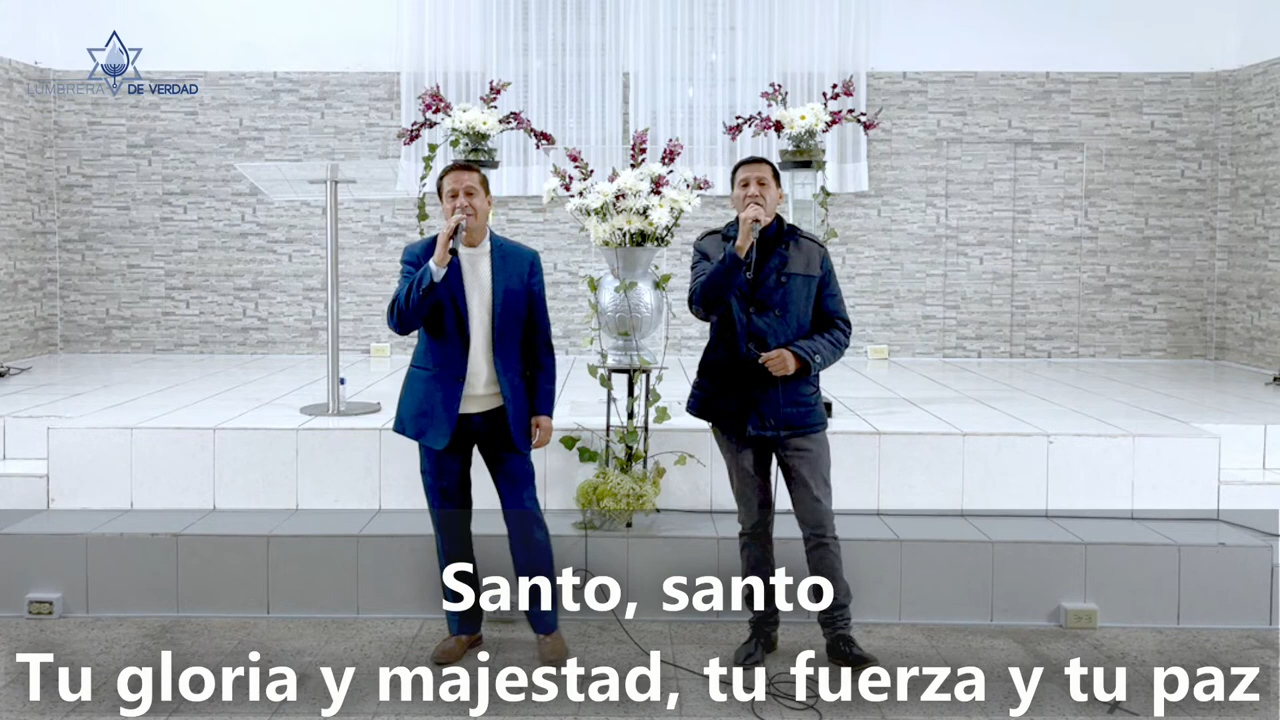 LUMBRERA DE VERDAD
Santo, santo
Tu gloria y majestad, tu fuerza y tu paz